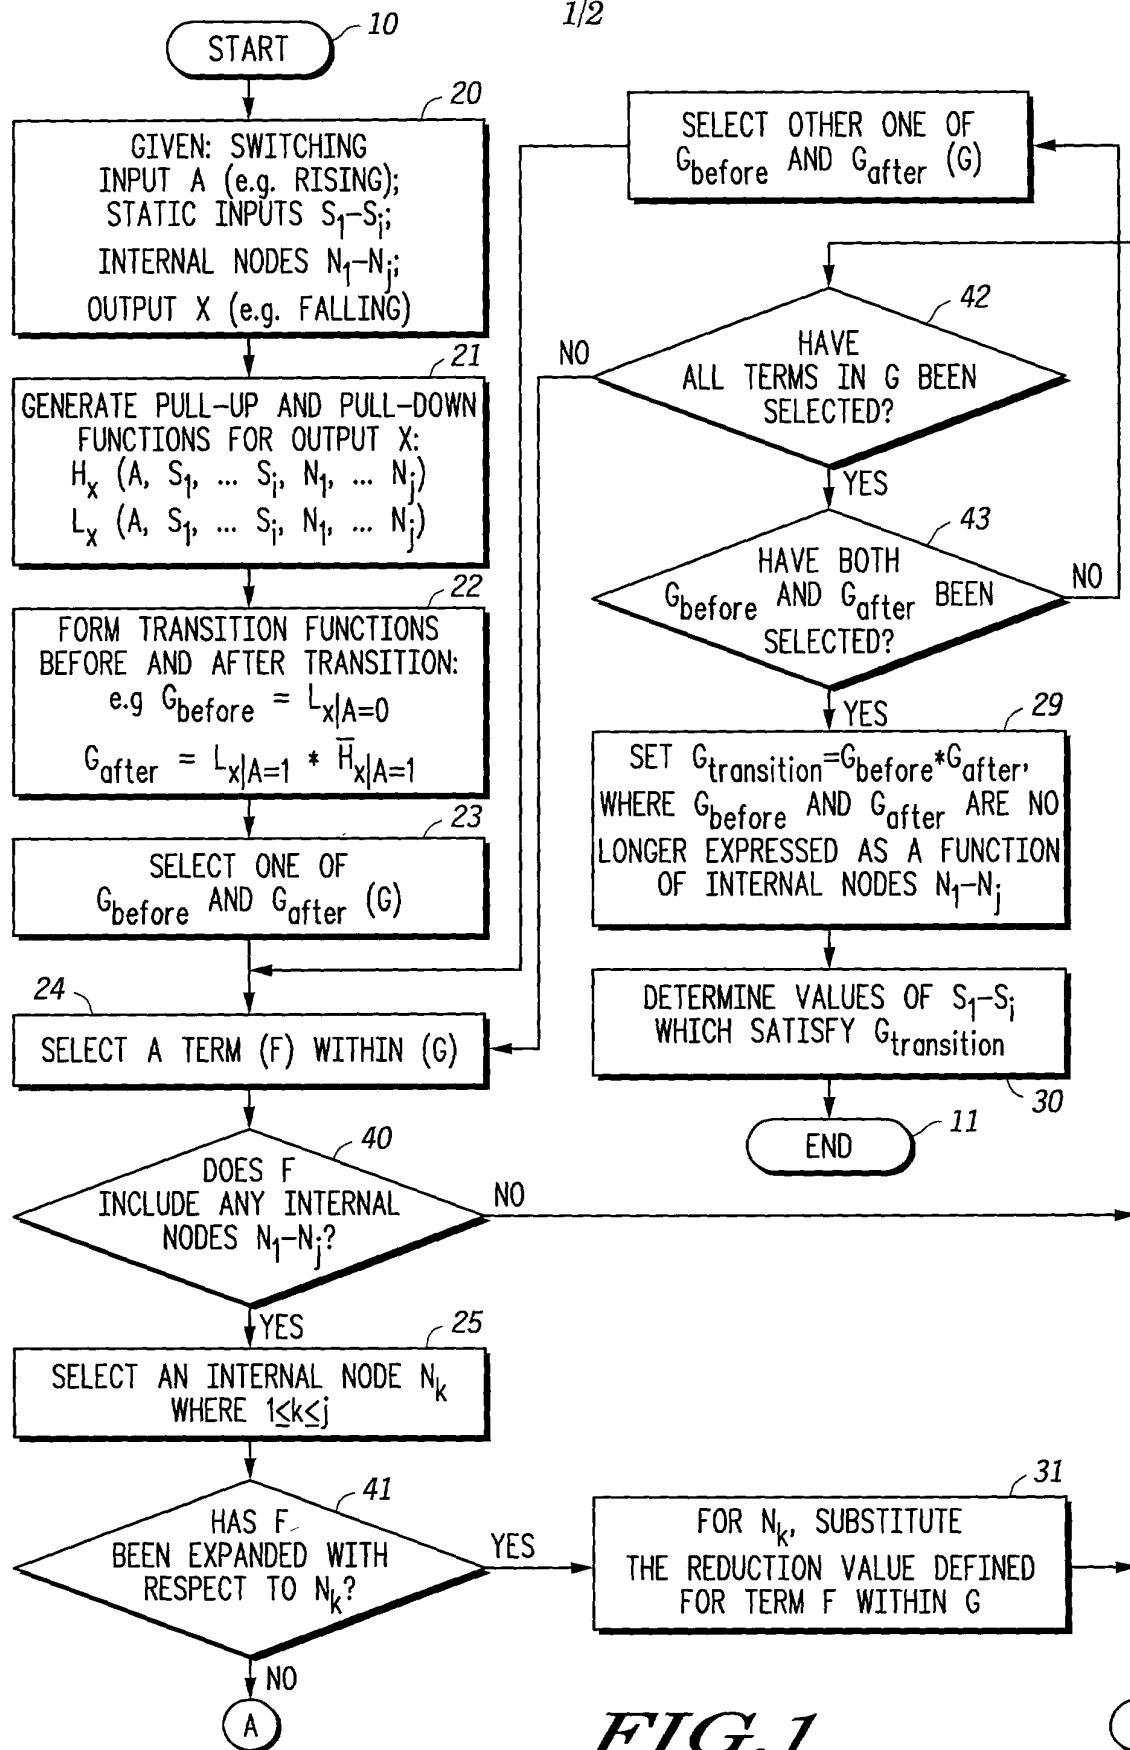 1/2
START
10
20
GIVEN: SWITCHING
INPUT A (e.g. RISING);
STATIC INPUTS S1–Si;
INTERNAL NODES N1–Nj;
OUTPUT X (e.g. FALLING)
21
GENERATE PULL-UP AND PULL-DOWN
FUNCTIONS FOR OUTPUT X:
Hx (A, S1, ... Si, N1, ... Nj)
Lx (A, S1, ... Si, N1, ... Nj)
22
FORM TRANSITION FUNCTIONS
BEFORE AND AFTER TRANSITION:
e.g Gbefore = Lx|A=0
Gafter = Lx|A=1 * H̅x|A=1
23
SELECT ONE OF
Gbefore AND Gafter (G)
24
SELECT A TERM (F) WITHIN (G)
40
DOES F
INCLUDE ANY INTERNAL
NODES N1–Nj?
NO
YES
25
SELECT AN INTERNAL NODE Nk
WHERE 1≤k≤j
41
HAS F
BEEN EXPANDED WITH
RESPECT TO Nk?
YES
NO
A
31
FOR Nk, SUBSTITUTE
THE REDUCTION VALUE DEFINED
FOR TERM F WITHIN G
SELECT OTHER ONE OF
Gbefore AND Gafter (G)
42
HAVE
ALL TERMS IN G BEEN
SELECTED?
NO
YES
43
HAVE BOTH
Gbefore AND Gafter BEEN
SELECTED?
NO
YES
29
SET Gtransition=Gbefore*Gafter,
WHERE Gbefore AND Gafter ARE NO
LONGER EXPRESSED AS A FUNCTION
OF INTERNAL NODES N1–Nj
DETERMINE VALUES OF S1–Si
WHICH SATISFY Gtransition
30
END
11
FIG.1